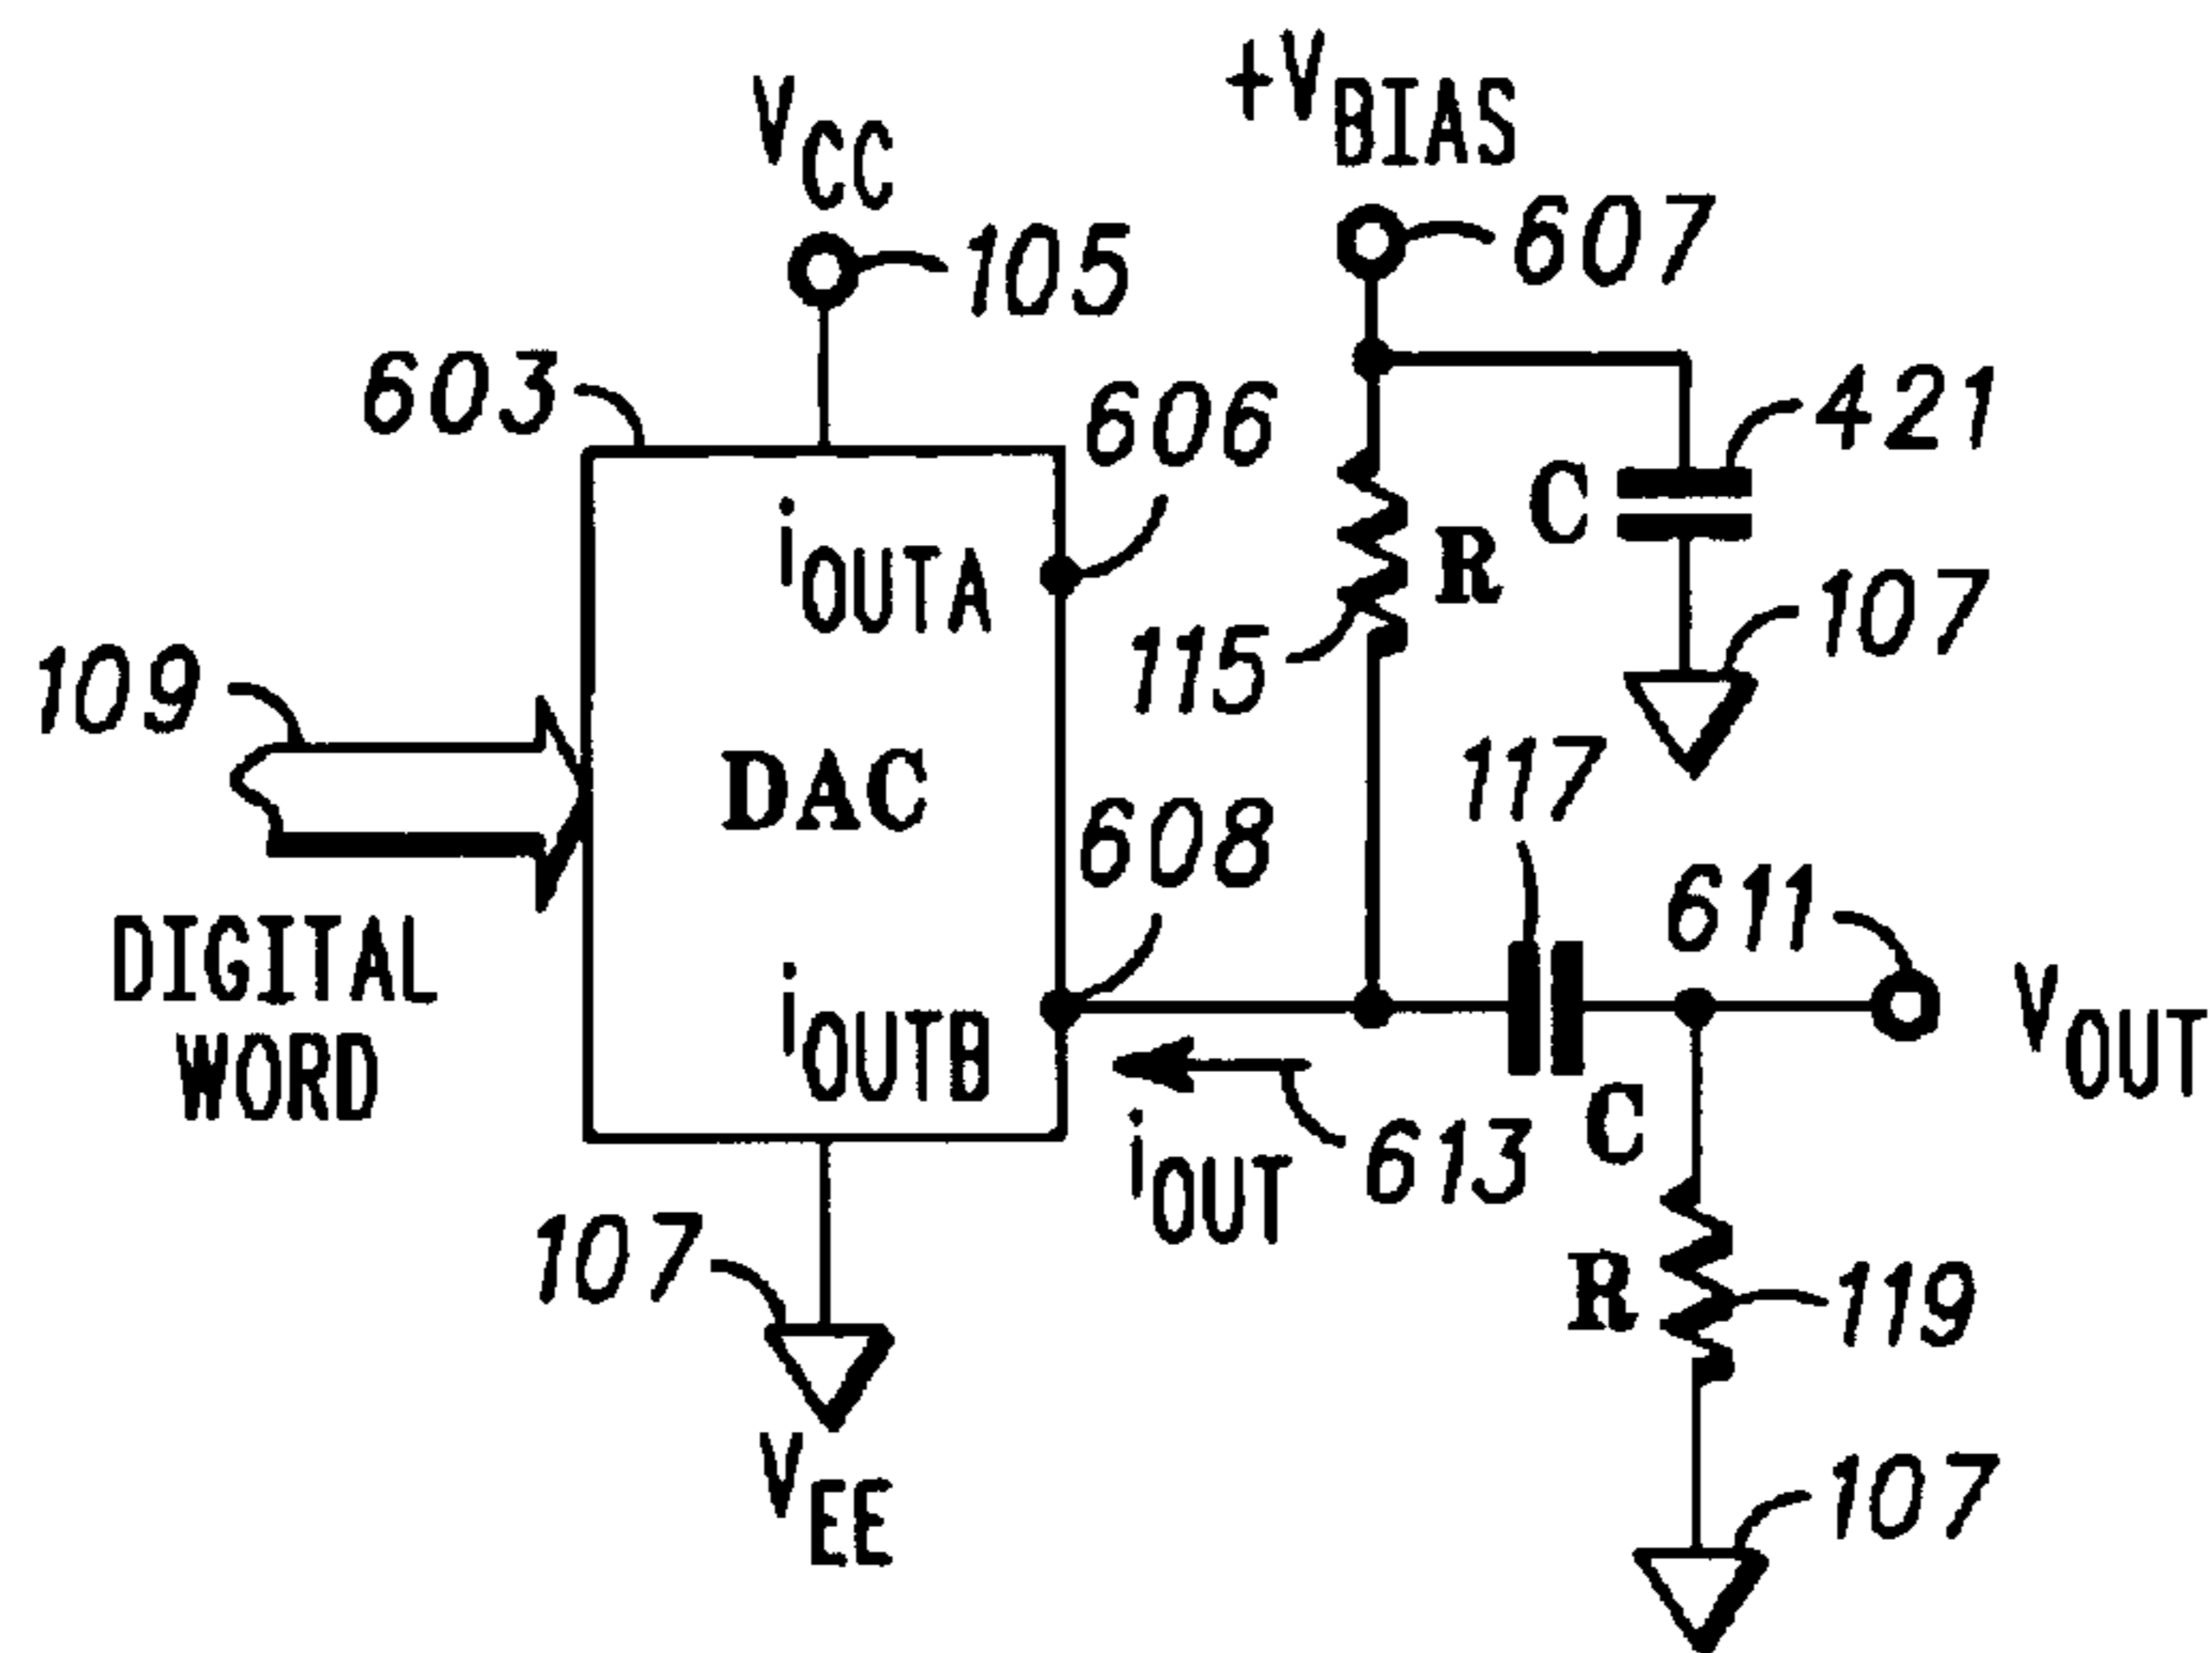 +VBIAS
VCC
607
105
603
606
421
C
iOUTA
R
107
115
109
DAC
117
608
611
VOUT
DIGITAL
WORD
iOUTB
C
iOUT
613
107
R
119
VEE
107